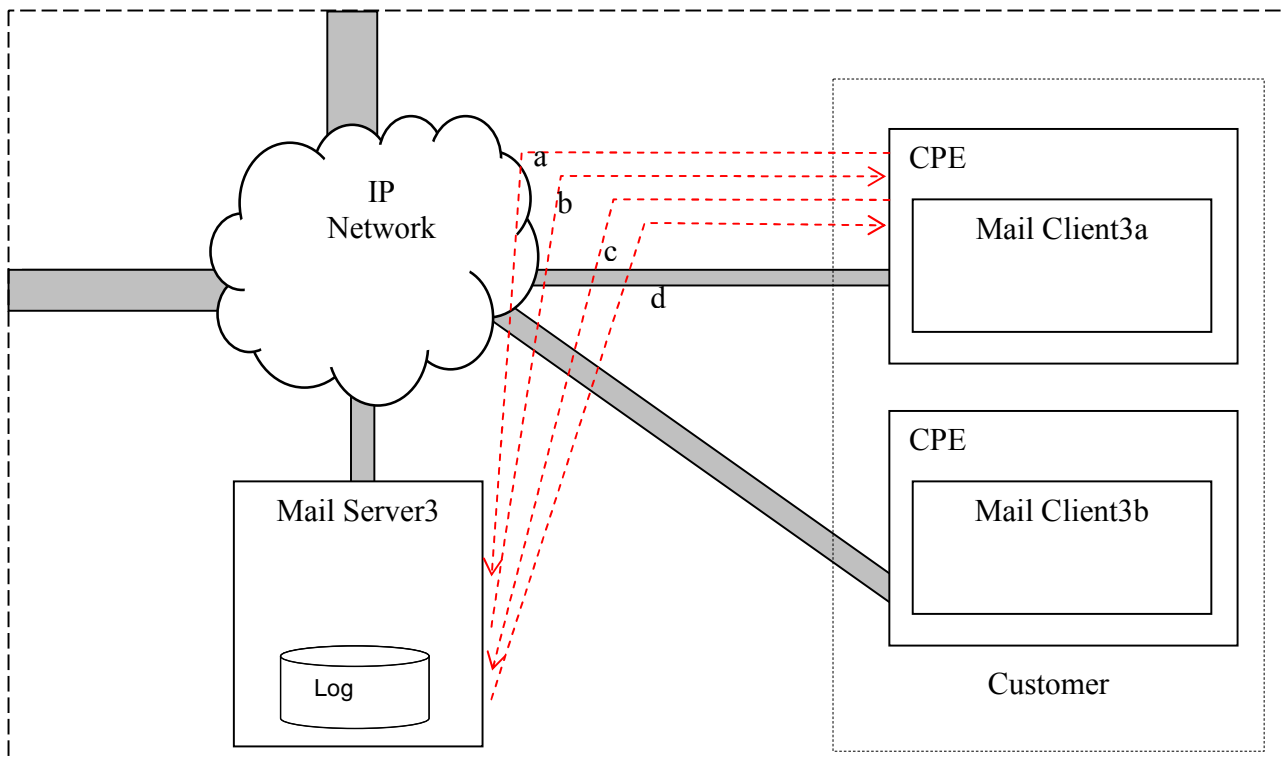 IP
Network
a
b
c
d
CPE
Mail Client3a
CPE
Mail Client3b
Customer
Mail Server3
Log